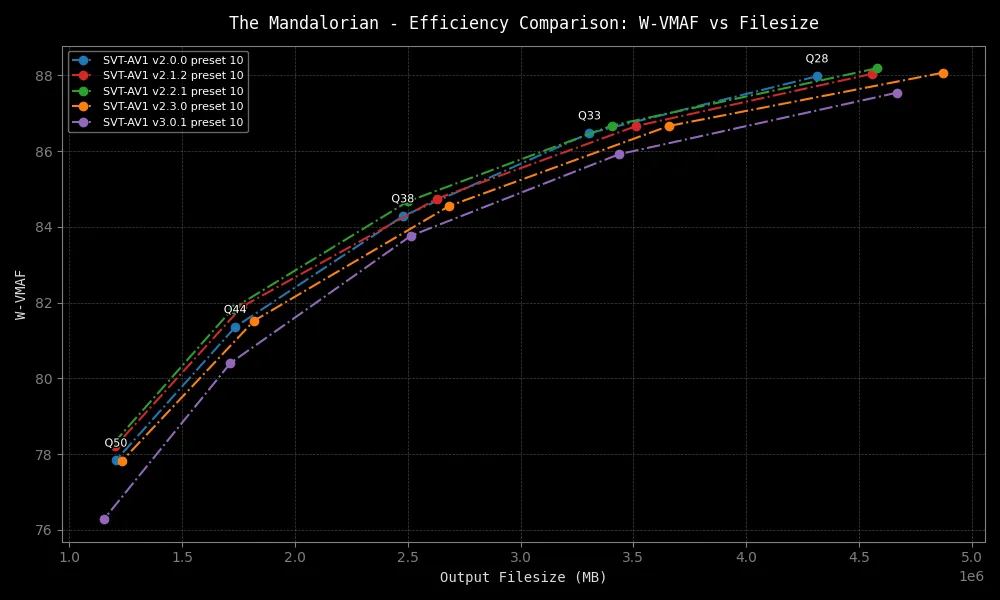 The Mandalorian - Efficiency Comparison: W-VMAF vs Filesize
SVT-AV1 v2.0.0 preset 10
SVT-AV1 v2.1.2 preset 10
SVT-AV1 v2.2.1 preset 10
SVT-AV1 v2.3.0 preset 10
SVT-AV1 v3.0.1 preset 10
Q28
Q33
Q38
Q44
Q50
W-VMAF
88
86
84
82
80
78
76
1.0 1.5 2.0 2.5 3.0 3.5 4.0 4.5 5.0
1e6
Output Filesize (MB)